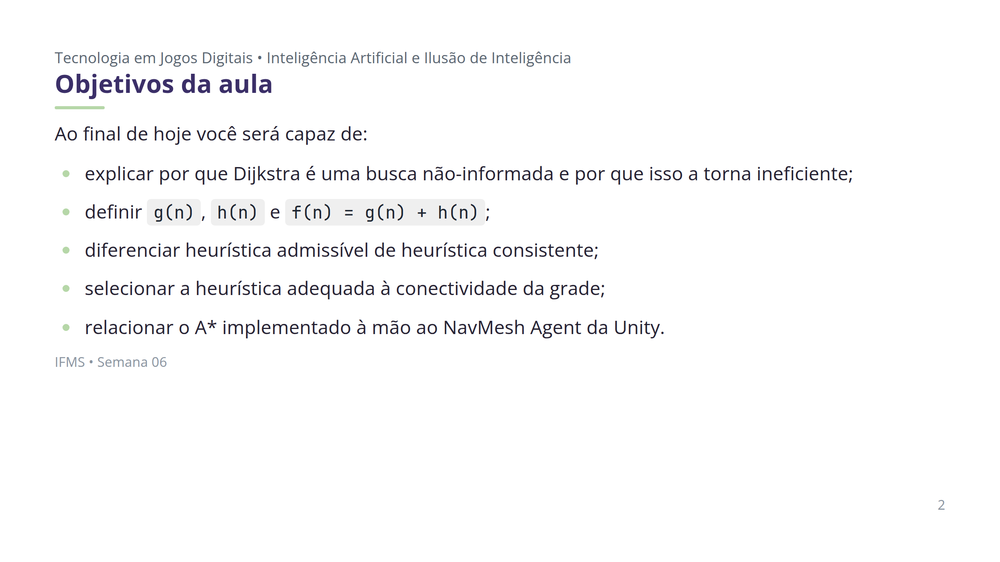 Tecnologia em Jogos Digitais • Inteligência Artificial e Ilusão de Inteligência
Objetivos da aula
Ao final de hoje você será capaz de:
• explicar por que Dijkstra é uma busca não-informada e por que isso a torna ineficiente;
• definir g(n), h(n) e f(n) = g(n) + h(n);
• diferenciar heurística admissível de heurística consistente;
• selecionar a heurística adequada à conectividade da grade;
• relacionar o A* implementado à mão ao NavMesh Agent da Unity.
IFMS • Semana 06
2